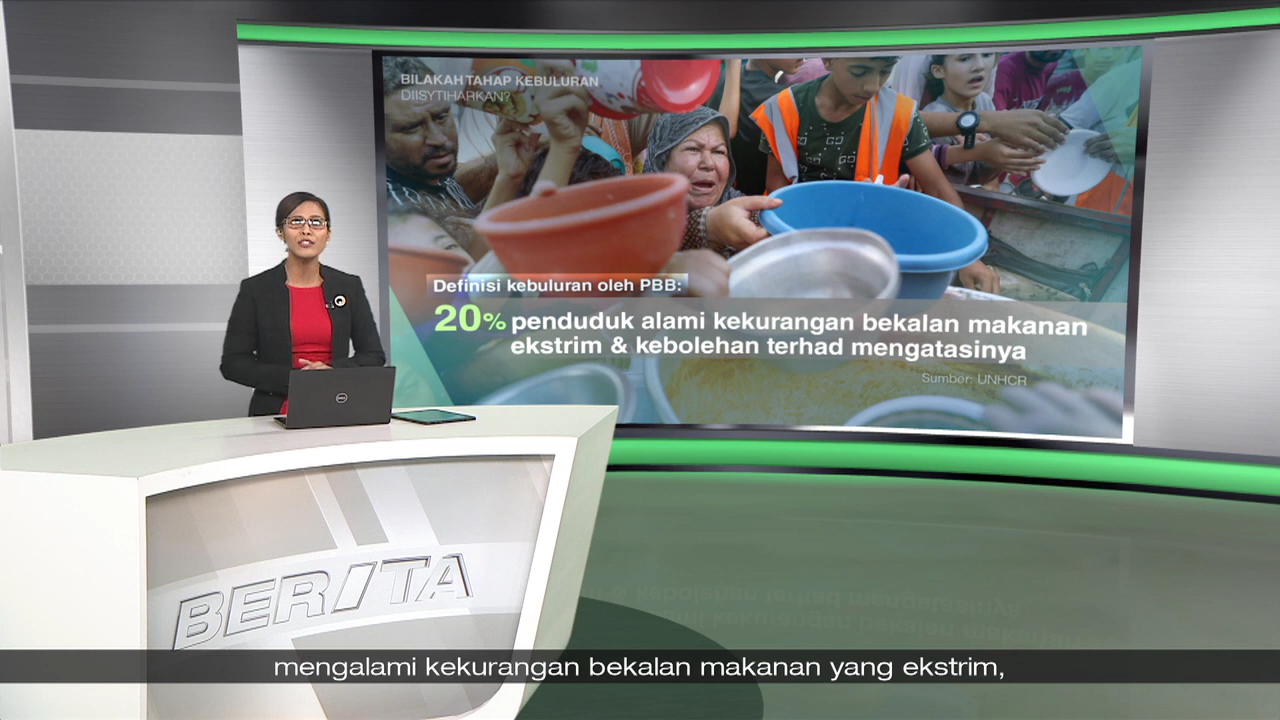 BILAKAH TAHAP KEBULURAN
DIISYTIHARKAN?
Definisi kebuluran oleh PBB:
20% penduduk alami kekurangan bekalan makanan
ekstrim & kebolehan terhad mengatasinya
Sumber: UNHCR
DELL
BERITA
mengalami kekurangan bekalan makanan yang ekstrim,